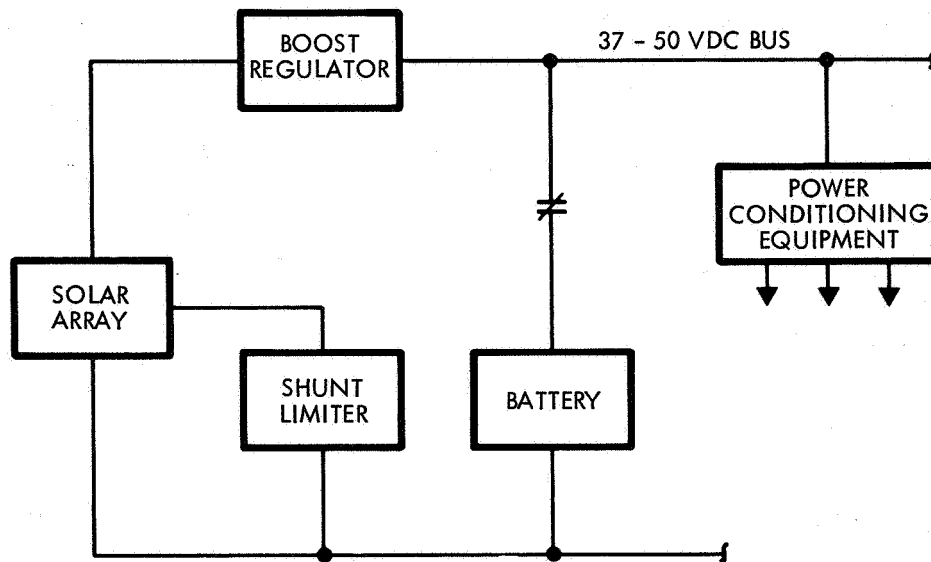 BOOST
REGULATOR
37 – 50 VDC BUS
POWER
CONDITIONING
EQUIPMENT
SOLAR
ARRAY
SHUNT
LIMITER
BATTERY